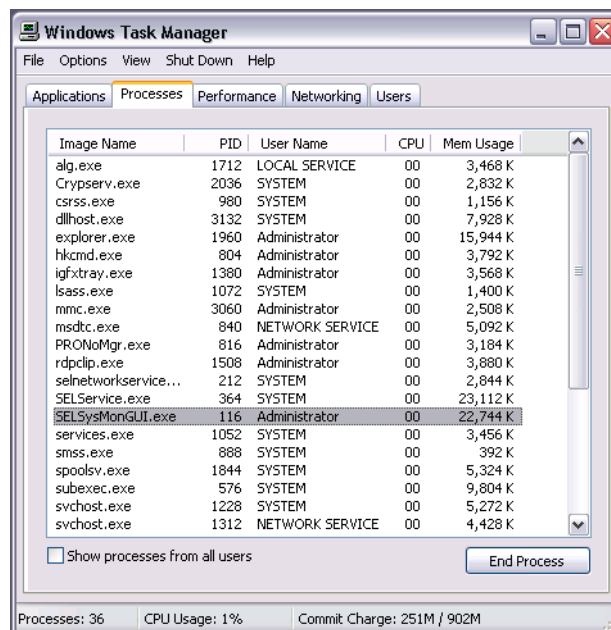 Windows Task Manager
File Options View Shut Down Help
Applications Processes Performance Networking Users
Image Name PID User Name CPU Mem Usage
alg.exe 1712 LOCAL SERVICE 00 3,468 K
Crypserv.exe 2036 SYSTEM 00 2,832 K
csrss.exe 980 SYSTEM 00 1,156 K
dllhost.exe 3132 SYSTEM 00 7,928 K
explorer.exe 1960 Administrator 00 15,944 K
hkcmd.exe 804 Administrator 00 3,792 K
igfxtray.exe 1380 Administrator 00 3,568 K
lsass.exe 1072 SYSTEM 00 1,400 K
mmc.exe 3060 Administrator 00 2,508 K
msdtc.exe 840 NETWORK SERVICE 00 5,092 K
PRONoMgr.exe 816 Administrator 00 3,184 K
rdpclip.exe 1508 Administrator 00 3,880 K
selnetworkservice... 212 SYSTEM 00 2,844 K
SELService.exe 364 SYSTEM 00 23,112 K
SELSysMonGUI.exe 116 Administrator 00 22,744 K
services.exe 1052 SYSTEM 00 3,456 K
smss.exe 888 SYSTEM 00 392 K
spoolsv.exe 1844 SYSTEM 00 5,324 K
subexec.exe 576 SYSTEM 00 9,804 K
svchost.exe 1228 SYSTEM 00 5,272 K
svchost.exe 1312 NETWORK SERVICE 00 4,428 K
Show processes from all users
End Process
Processes: 36 CPU Usage: 1% Commit Charge: 251M / 902M